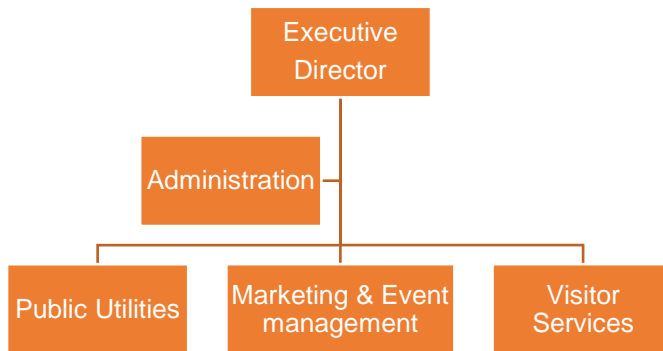 Executive
Director
Administration
Public Utilities
Marketing & Event
management
Visitor
Services